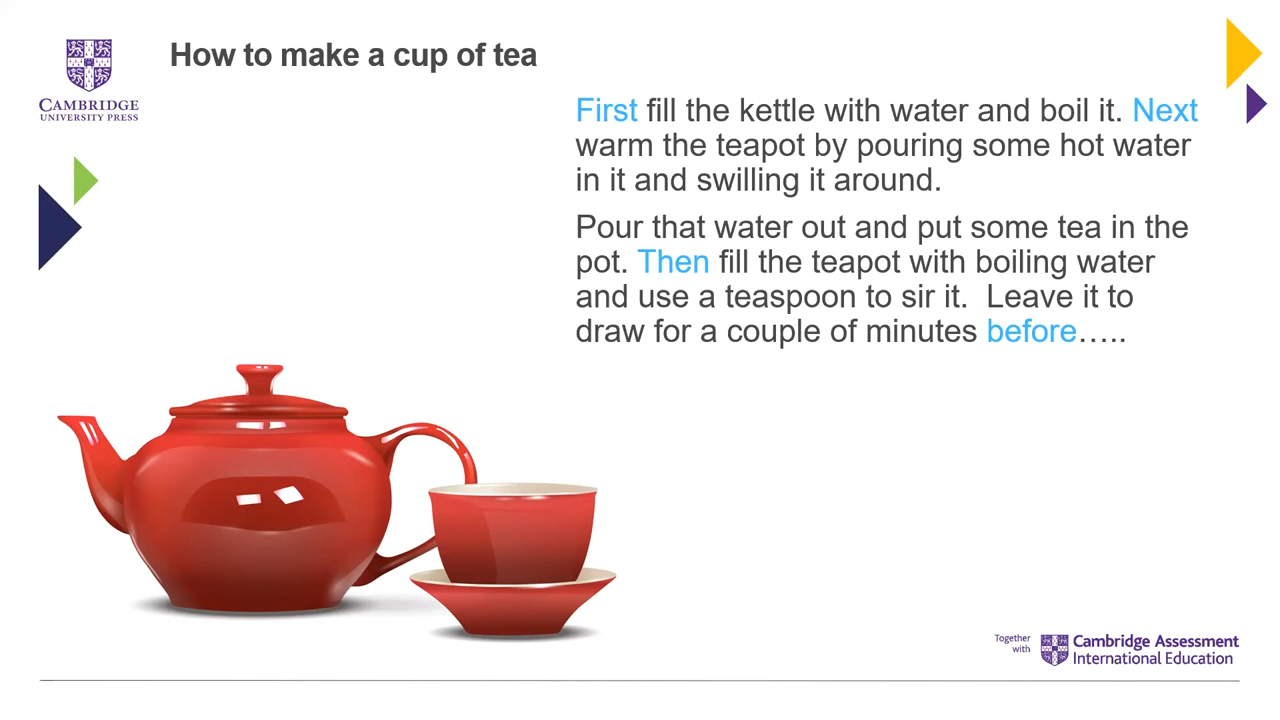 How to make a cup of tea
CAMBRIDGE
UNIVERSITY PRESS
First fill the kettle with water and boil it. Next
warm the teapot by pouring some hot water
in it and swilling it around.
Pour that water out and put some tea in the
pot. Then fill the teapot with boiling water
and use a teaspoon to sir it.  Leave it to
draw for a couple of minutes before…..
Together
with
Cambridge Assessment
International Education